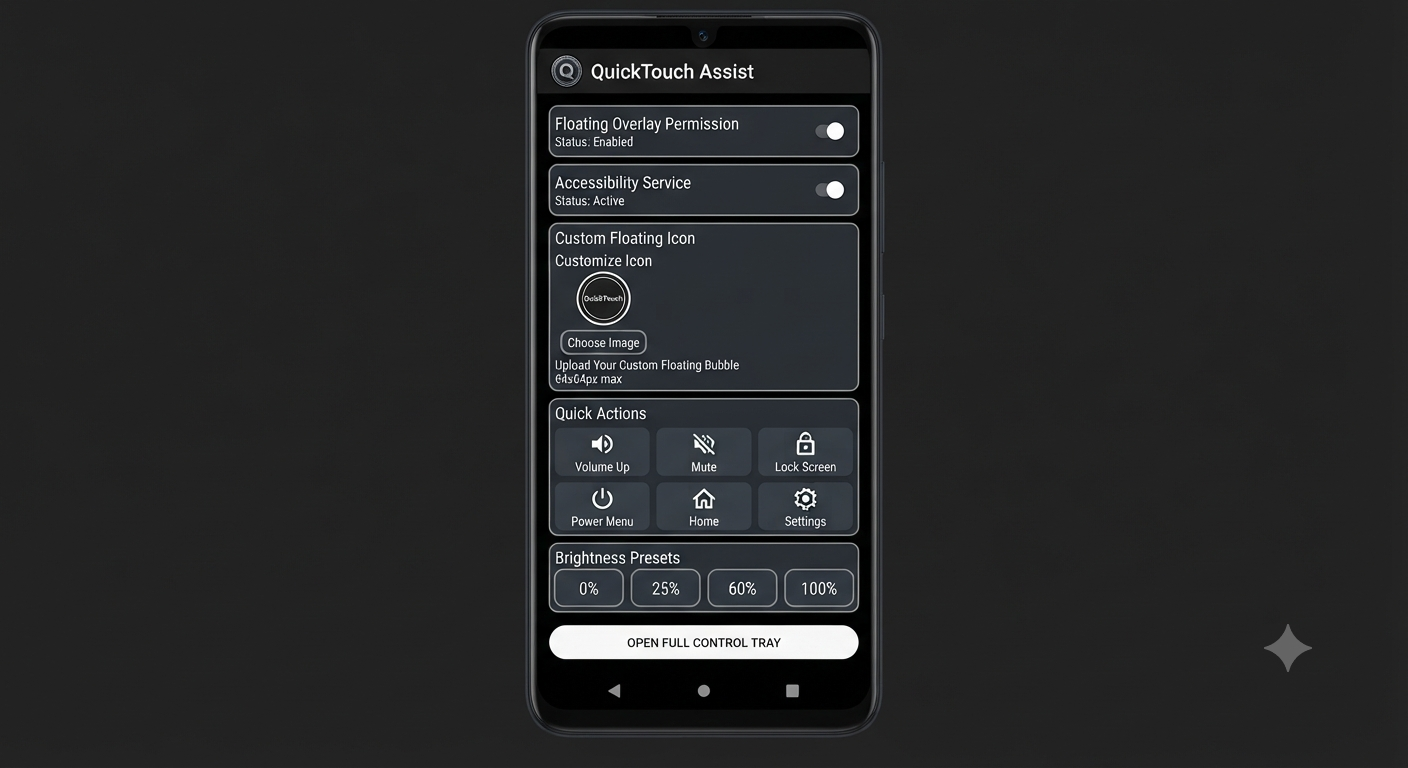 QuickTouch Assist
Floating Overlay Permission
Status: Enabled
Accessibility Service
Status: Active
Custom Floating Icon
Customize Icon
Choose Image
Upload Your Custom Floating Bubble
max
Quick Actions
Volume Up
Mute
Lock Screen
Power Menu
Home
Settings
Brightness Presets
0%
25%
60%
100%
OPEN FULL CONTROL TRAY